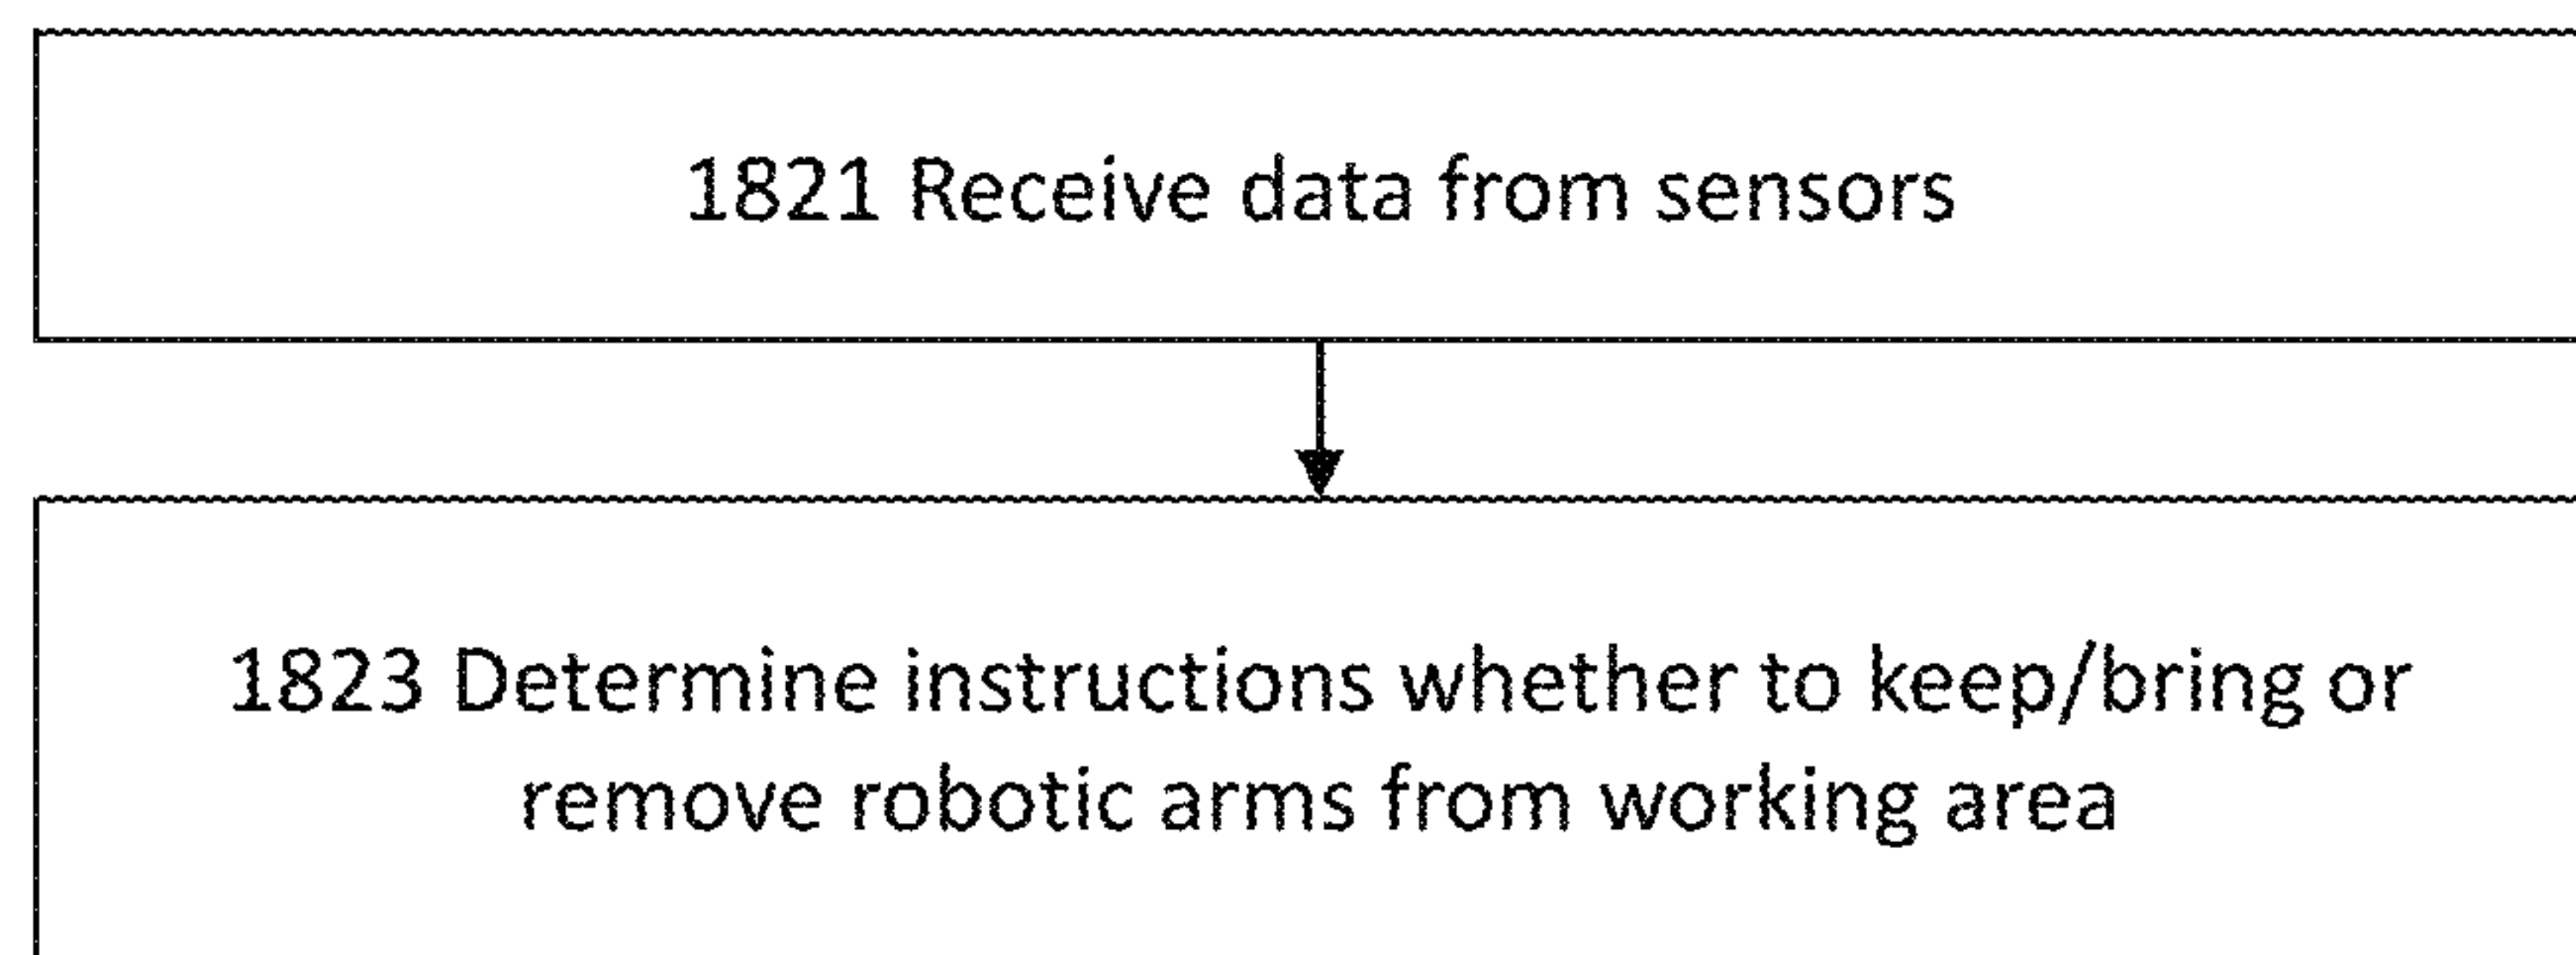 1821 Receive data from sensors
1823 Determine instructions whether to keep/bring or
remove robotic arms from working area